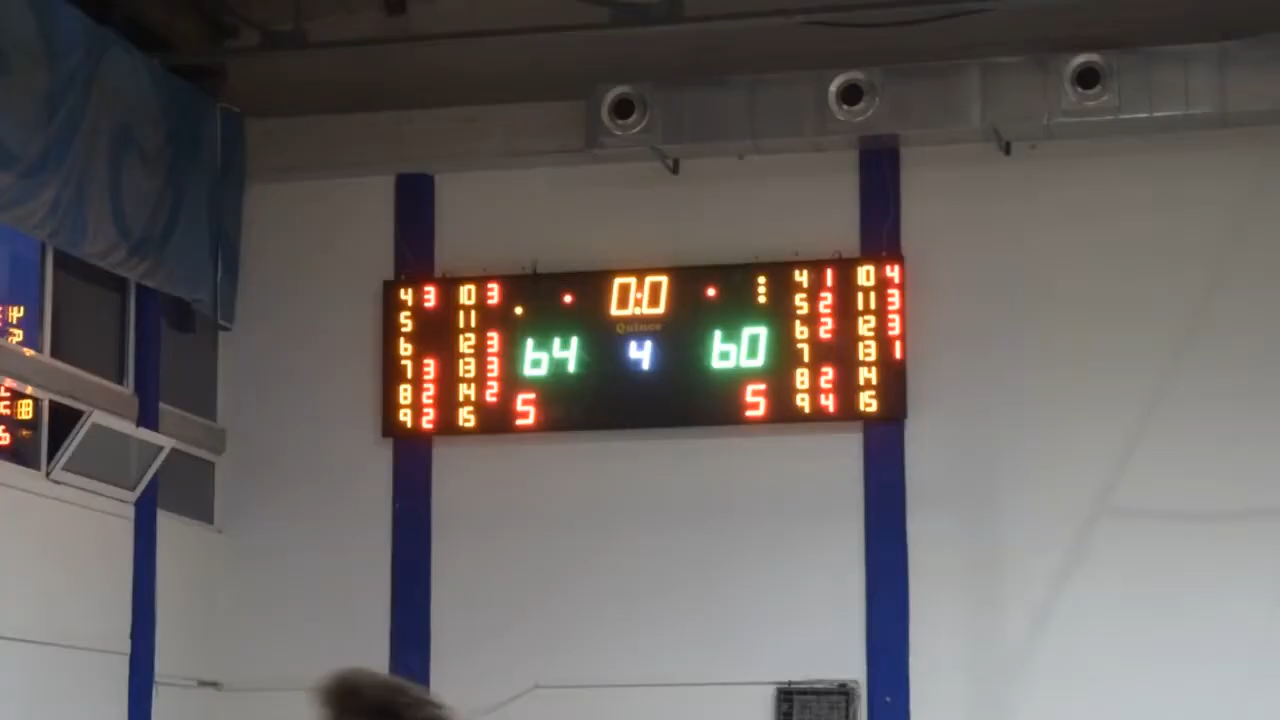 4 3 10 3 0:0 4 1 10 4
5 11 5 2 11 3
Quince
6 12 3 64 4 60 6 2 12 3
7 3 13 3 7 13 1
8 2 14 2 5 5 8 2 14
9 2 15 9 4 15